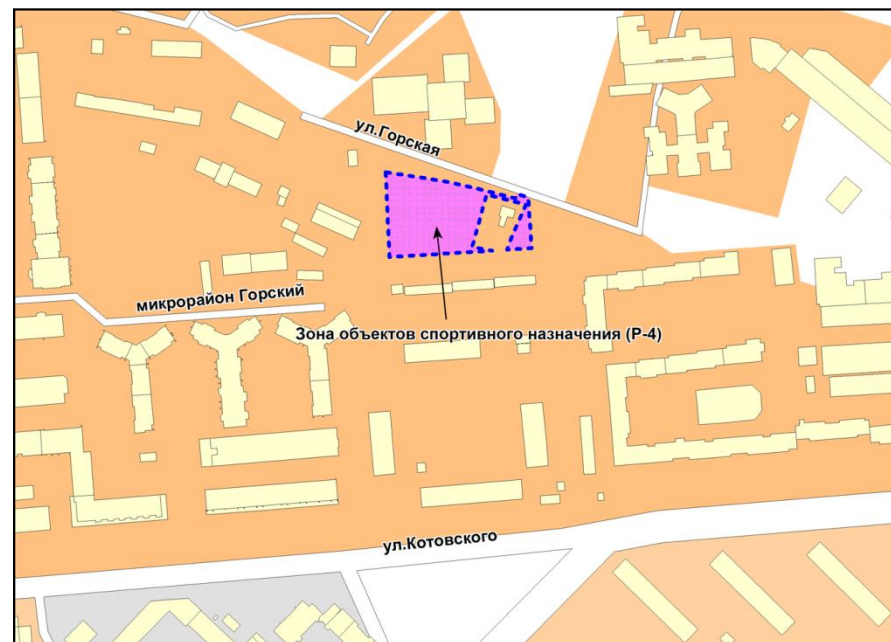 ул.Горская
микрорайон Горский
Зона объектов спортивного назначения (Р-4)
ул.Котовского